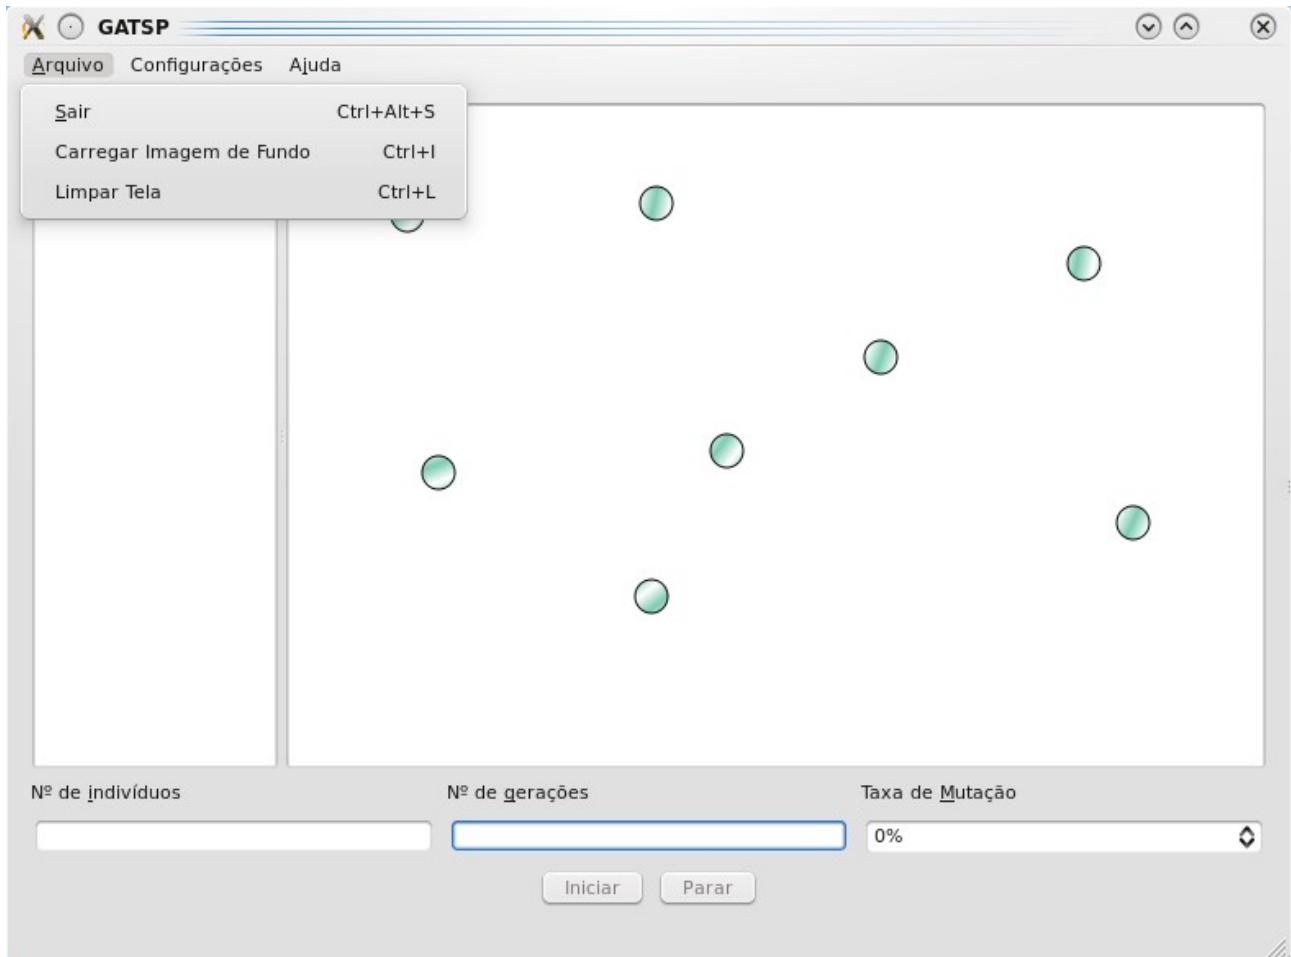 GATSP
Arquivo Configurações Ajuda
Sair Ctrl+Alt+S
Carregar Imagem de Fundo Ctrl+I
Limpar Tela Ctrl+L
Nº de indivíduos Nº de gerações Taxa de Mutação
0%
Iniciar Parar